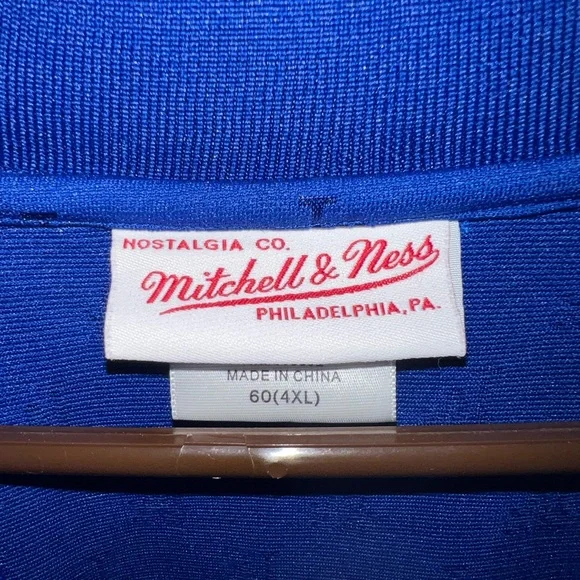 NOSTALGIA CO.
Mitchell & Ness
PHILADELPHIA, PA.
MADE IN CHINA
60(4XL)